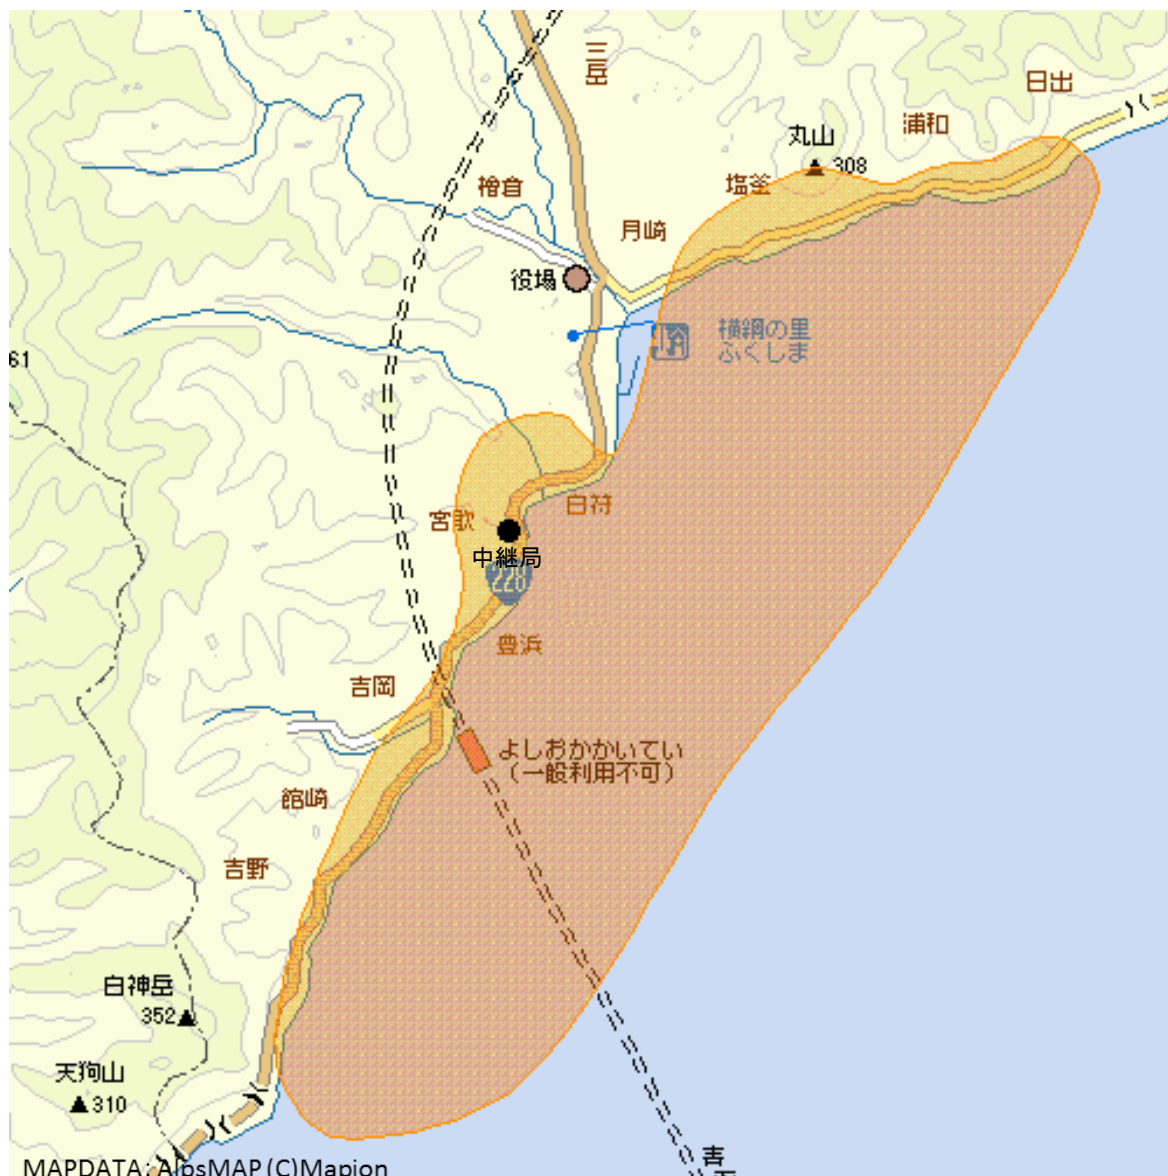 三岳
日出
浦和
丸山
308
塩釜
檜倉
月崎
役場
横綱の里
ふくしま
61
白符
宮歌
中継局
228
豊浜
吉岡
よしおかかいてい
(一般利用不可)
館崎
吉野
白神岳
352
天狗山
310
MAPDATA: AlpsMAP (C)Mapion